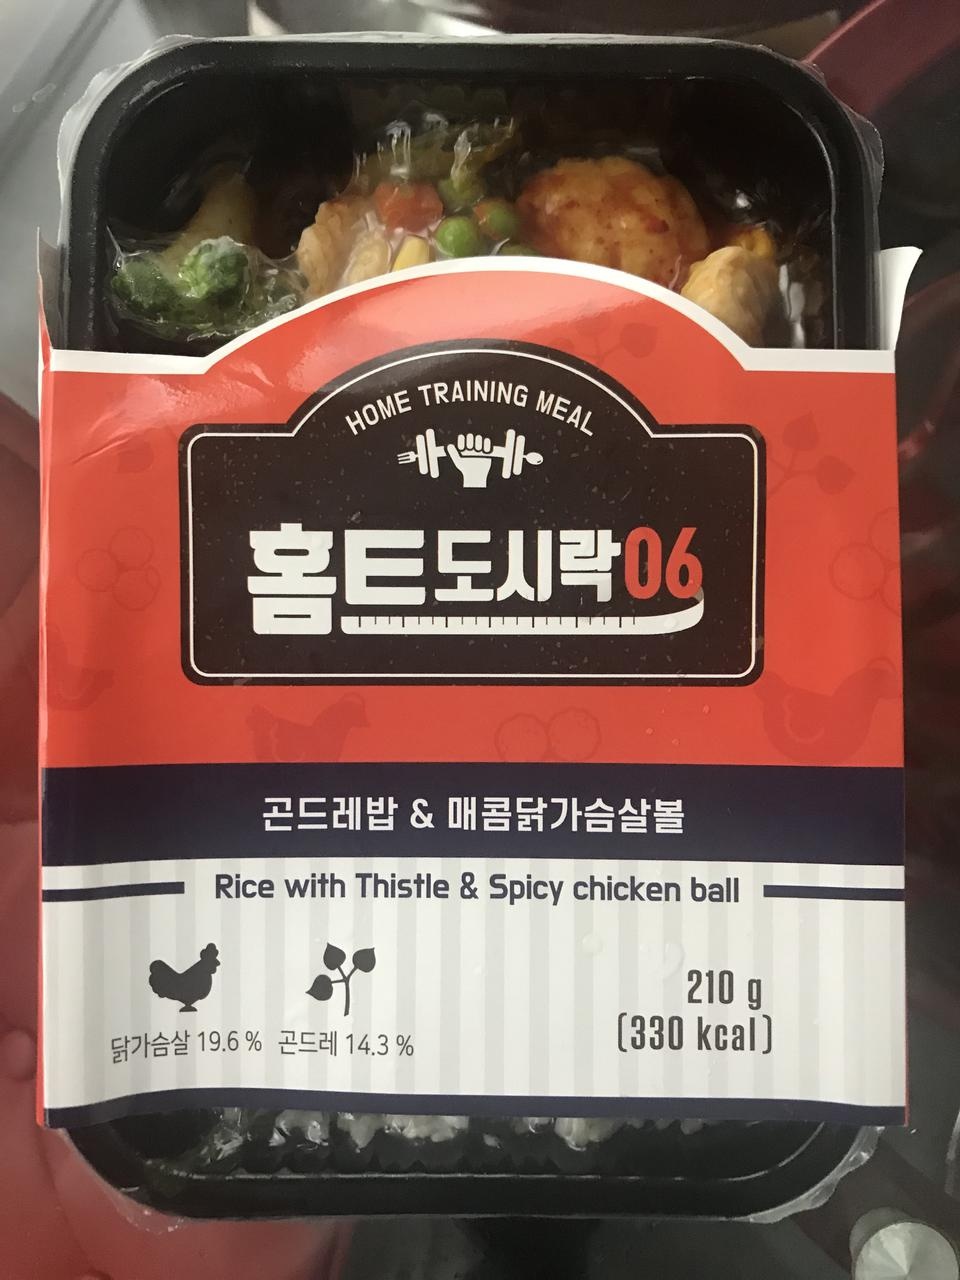 HOME TRAINING MEAL
홈트도시락06
곤드레밥 & 매콤닭가슴살볼
Rice with Thistle & Spicy chicken ball
닭가슴살 19.6 % 곤드레 14.3 %
210 g
(330 kcal)